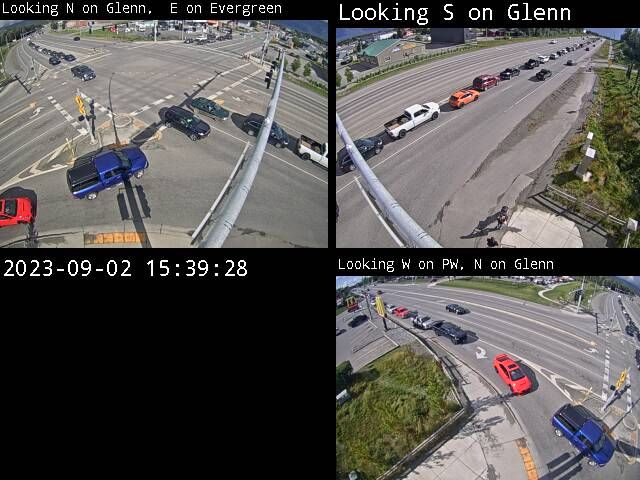 Looking N on Glenn,  E on Evergreen
Looking S on Glenn
2023-09-02 15:39:28
Looking W on PW, N on Glenn